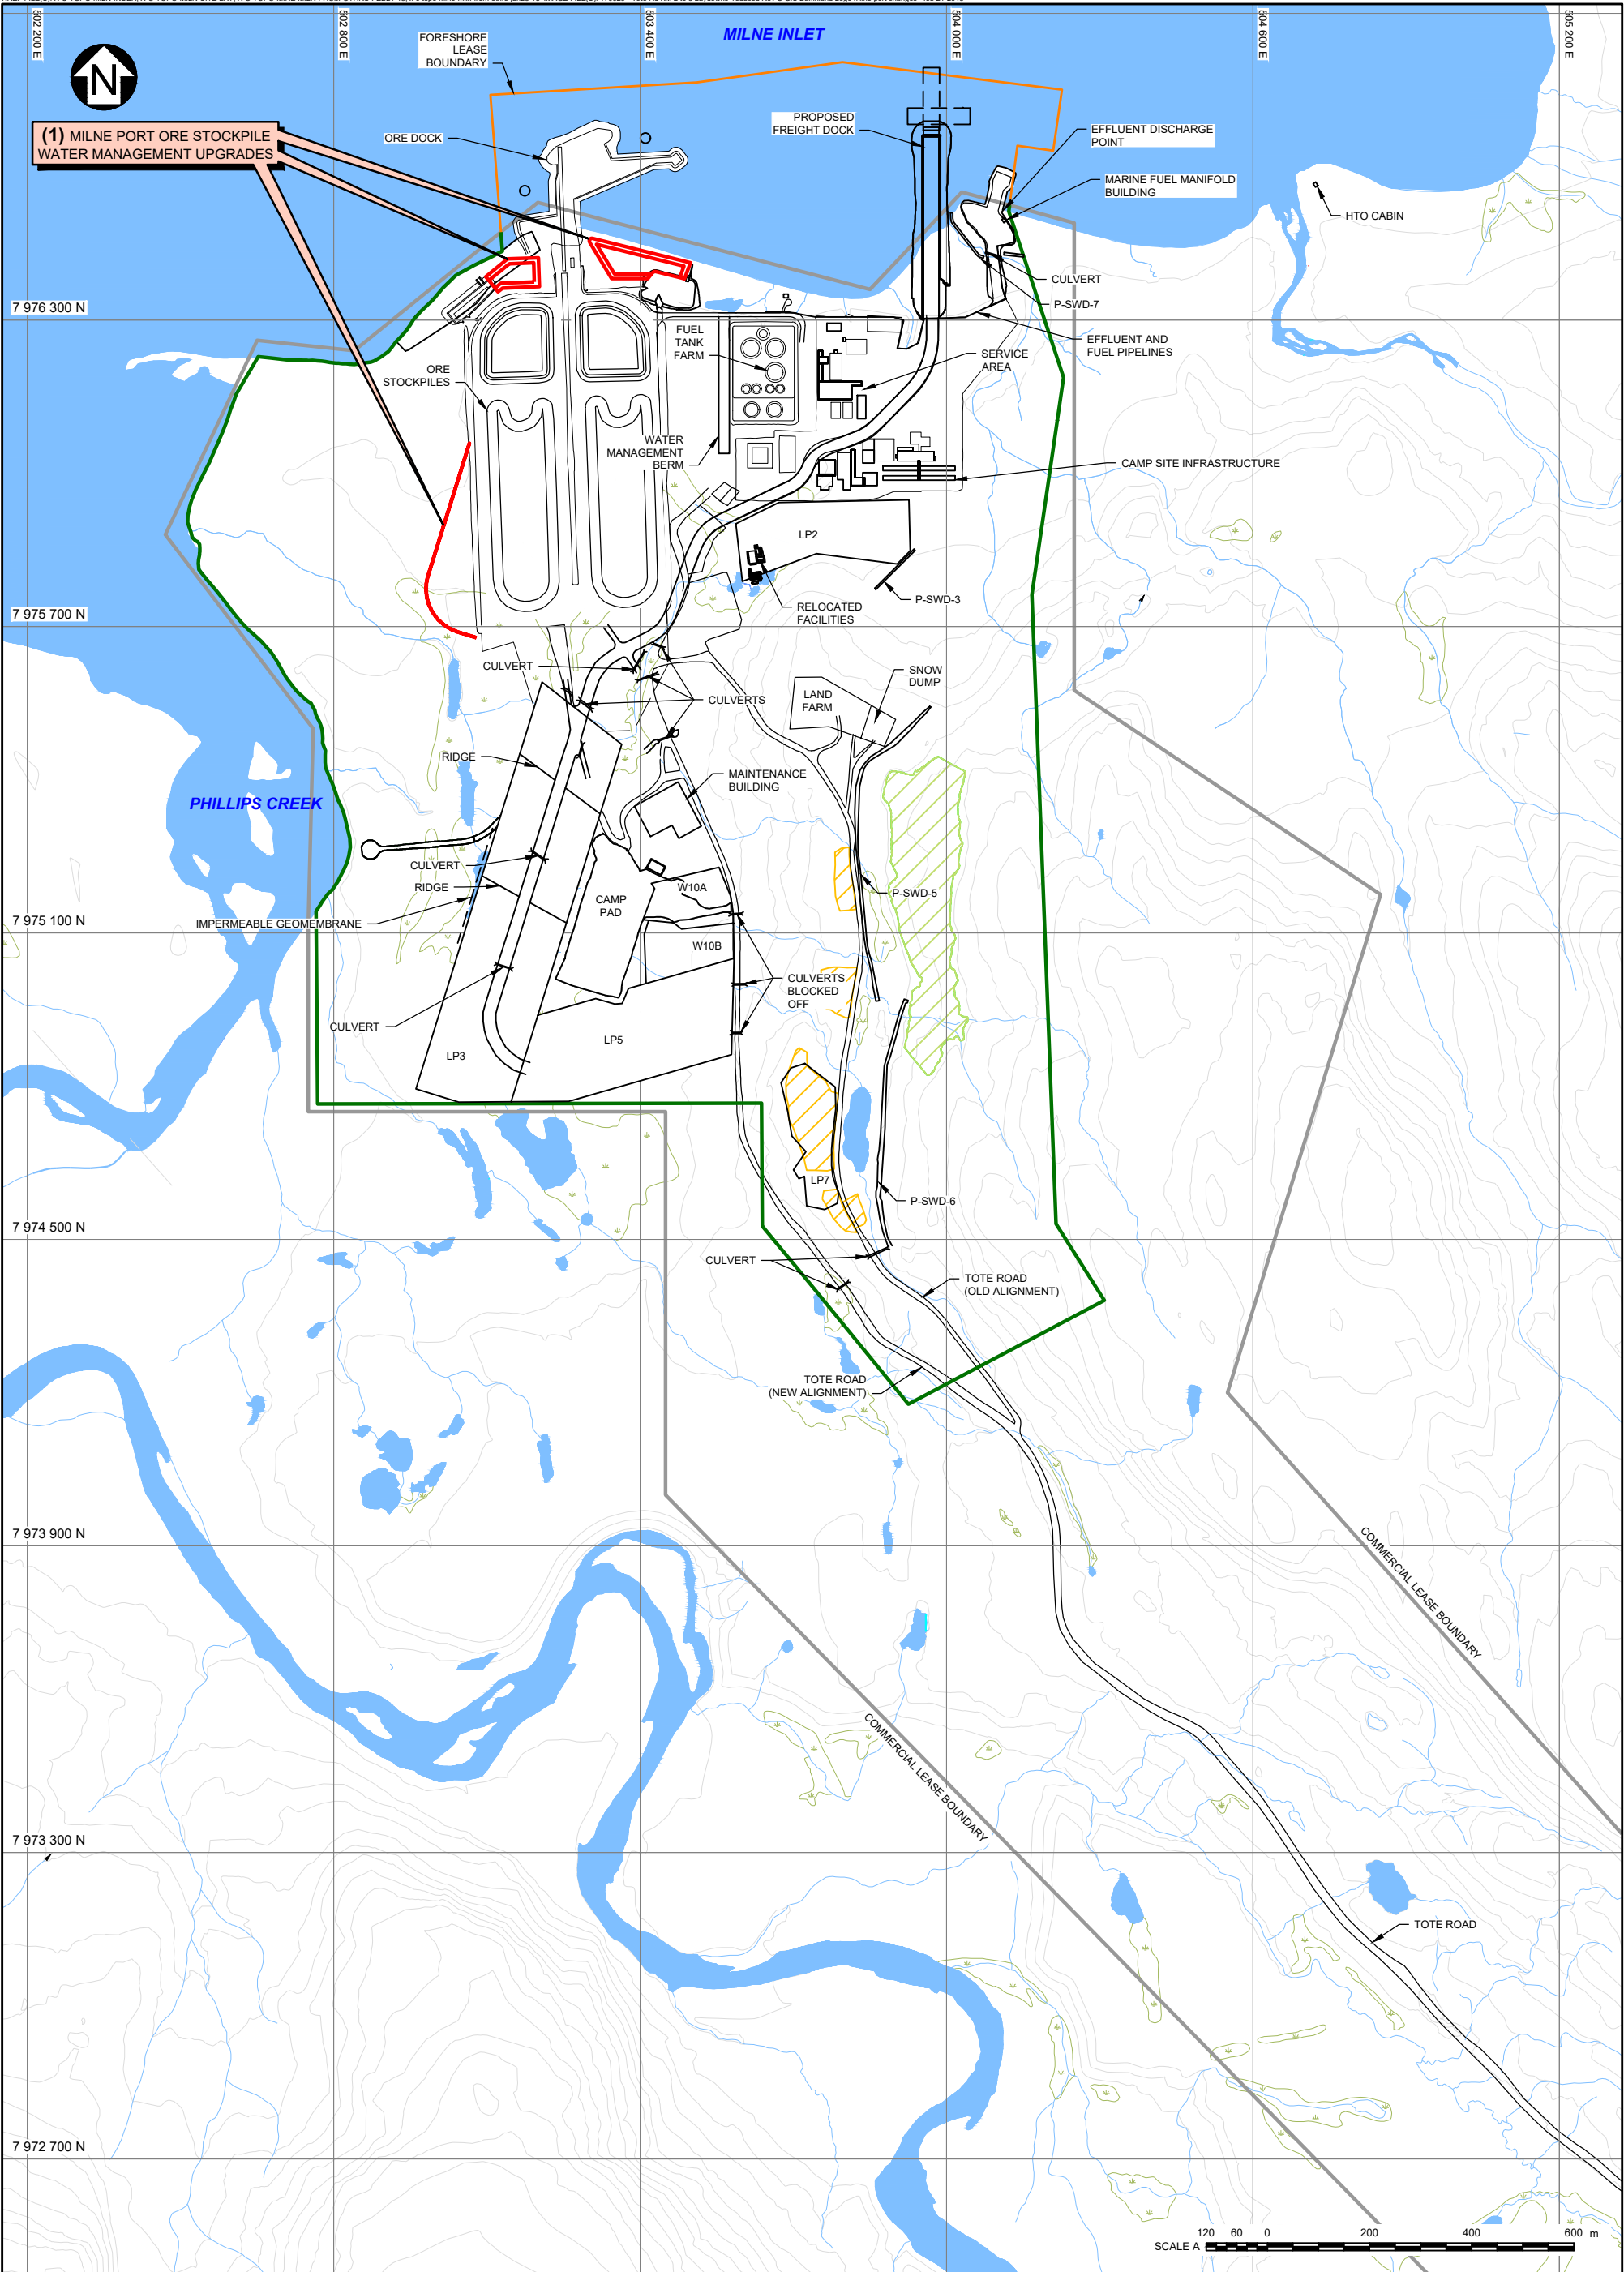 502 200 E
502 800 E
503 400 E
504 000 E
504 600 E
505 200 E
N
MILNE INLET
FORESHORE
LEASE
BOUNDARY
(1) MILNE PORT ORE STOCKPILE
WATER MANAGEMENT UPGRADES
ORE DOCK
PROPOSED
FREIGHT DOCK
EFFLUENT DISCHARGE
POINT
MARINE FUEL MANIFOLD
BUILDING
HTO CABIN
CULVERT
P-SWD-7
7 976 300 N
EFFLUENT AND
FUEL PIPELINES
FUEL
TANK
FARM
SERVICE
AREA
ORE
STOCKPILES
WATER
MANAGEMENT
BERM
CAMP SITE INFRASTRUCTURE
LP2
P-SWD-3
RELOCATED
FACILITIES
7 975 700 N
CULVERT
SNOW
DUMP
LAND
FARM
CULVERTS
RIDGE
MAINTENANCE
BUILDING
PHILLIPS CREEK
CULVERT
RIDGE
W10A
P-SWD-5
CAMP
PAD
IMPERMEABLE GEOMEMBRANE
7 975 100 N
W10B
CULVERTS
BLOCKED
OFF
CULVERT
LP5
LP3
LP7
P-SWD-6
7 974 500 N
CULVERT
TOTE ROAD
(OLD ALIGNMENT)
TOTE ROAD
(NEW ALIGNMENT)
7 973 900 N
COMMERCIAL LEASE BOUNDARY
COMMERCIAL LEASE BOUNDARY
7 973 300 N
TOTE ROAD
7 972 700 N
120 60 0 200 400 600 m
SCALE A